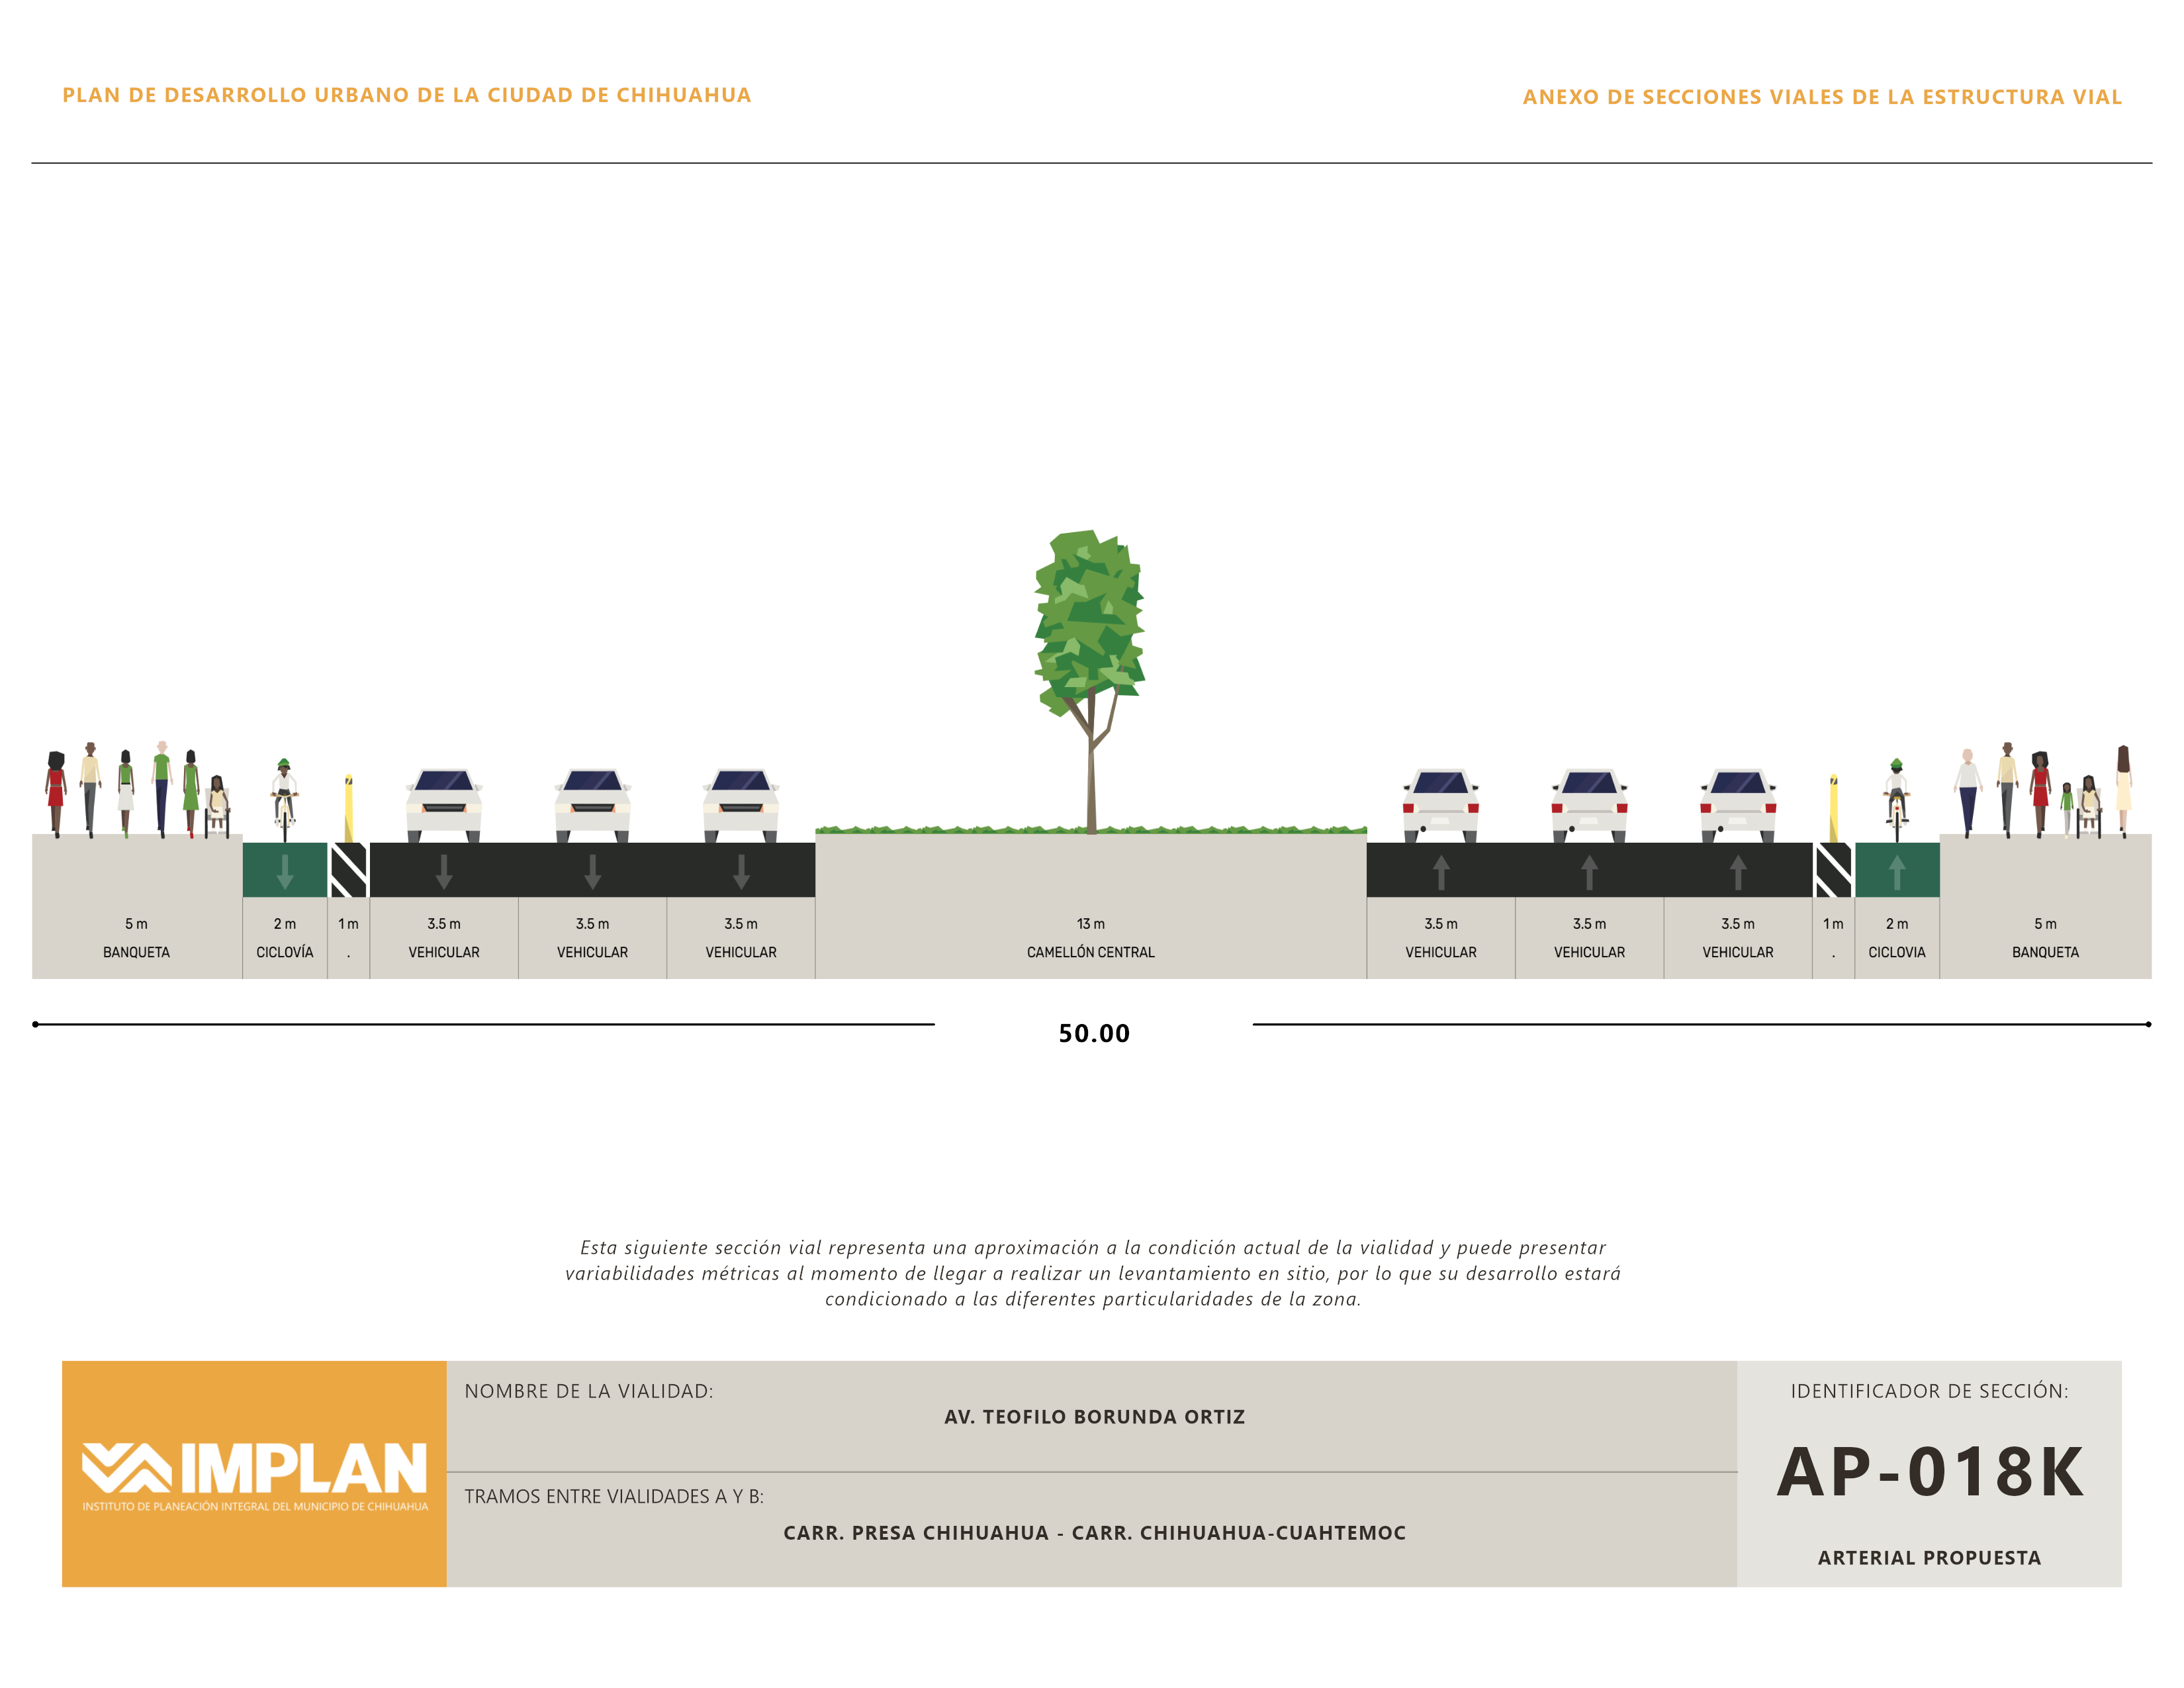 PLAN DE DESARROLLO URBANO DE LA CIUDAD DE CHIHUAHUA
ANEXO DE SECCIONES VIALES DE LA ESTRUCTURA VIAL
5 m 2 m 1 m 3.5 m 3.5 m 3.5 m 13 m 3.5 m 3.5 m 3.5 m 1 m 2 m 5 m
BANQUETA CICLOVÍA . VEHICULAR VEHICULAR VEHICULAR CAMELLÓN CENTRAL VEHICULAR VEHICULAR VEHICULAR . CICLOVIA BANQUETA
50.00
Esta siguiente sección vial representa una aproximación a la condición actual de la vialidad y puede presentar
variabilidades métricas al momento de llegar a realizar un levantamiento en sitio, por lo que su desarrollo estará
condicionado a las diferentes particularidades de la zona.
IMPLAN
INSTITUTO DE PLANEACIÓN INTEGRAL DEL MUNICIPIO DE CHIHUAHUA
NOMBRE DE LA VIALIDAD:
AV. TEOFILO BORUNDA ORTIZ
TRAMOS ENTRE VIALIDADES A Y B:
CARR. PRESA CHIHUAHUA - CARR. CHIHUAHUA-CUAHTEMOC
IDENTIFICADOR DE SECCIÓN:
AP-018K
ARTERIAL PROPUESTA